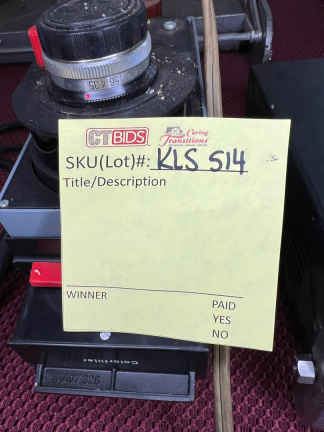 CTBIDS
Caring Transitions
SKU(Lot)#: KLS 514
Title/Description
WINNER
PAID
YES
NO